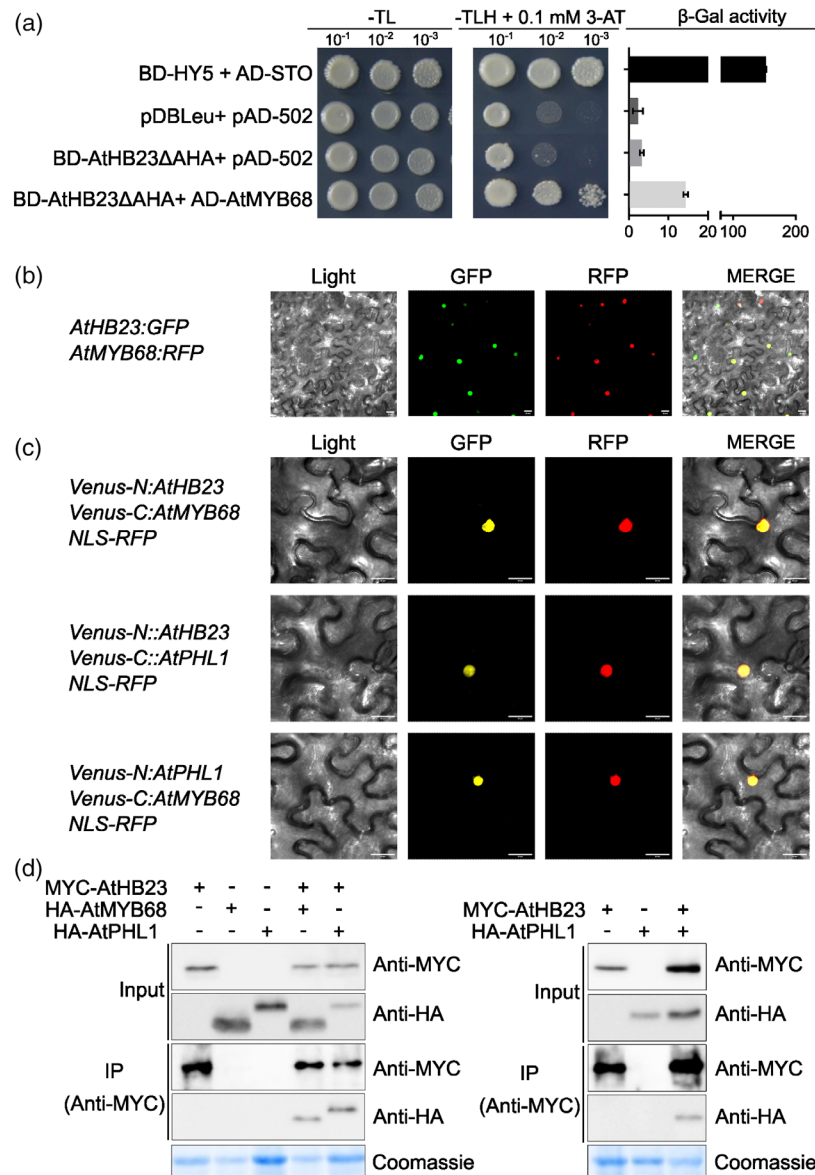 (a)
-TL
-TLH + 0.1 mM 3-AT
β-Gal activity
10-1 10-2 10-3 10-1 10-2 10-3
BD-HY5 + AD-STO
pDBLeu+ pAD-502
BD-AtHB23ΔAHA+ pAD-502
BD-AtHB23ΔAHA+ AD-AtMYB68
0 10 20 100 200
(b)
Light GFP RFP MERGE
AtHB23:GFP
AtMYB68:RFP
(c)
Light GFP RFP MERGE
Venus-N:AtHB23
Venus-C:AtMYB68
NLS-RFP
Venus-N::AtHB23
Venus-C::AtPHL1
NLS-RFP
Venus-N:AtPHL1
Venus-C:AtMYB68
NLS-RFP
(d)
MYC-AtHB23 + - - + +
HA-AtMYB68 - + - + -
HA-AtPHL1 - - + - +
Input
Anti-MYC
Anti-HA
IP
(Anti-MYC)
Anti-MYC
Anti-HA
Coomassie
MYC-AtHB23 + - +
HA-AtPHL1 - + +
Input
Anti-MYC
Anti-HA
IP
(Anti-MYC)
Anti-MYC
Anti-HA
Coomassie